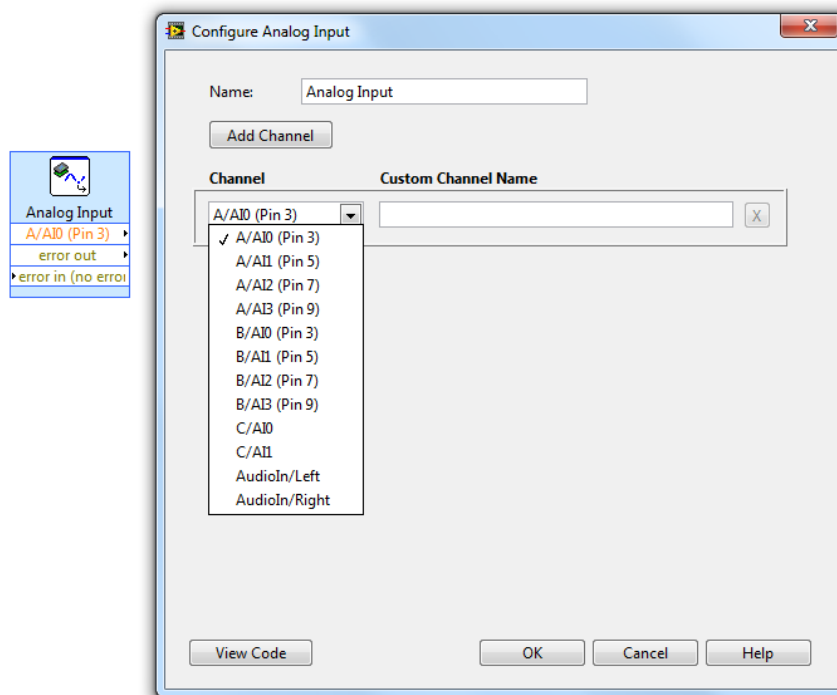 Configure Analog Input
X
Name:
Analog Input
Add Channel
Channel
Custom Channel Name
A/AI0 (Pin 3)
X
A/AI0 (Pin 3)
A/AI1 (Pin 5)
A/AI2 (Pin 7)
A/AI3 (Pin 9)
B/AI0 (Pin 3)
B/AI1 (Pin 5)
B/AI2 (Pin 7)
B/AI3 (Pin 9)
C/AI0
C/AI1
AudioIn/Left
AudioIn/Right
View Code
OK
Cancel
Help
Analog Input
A/AI0 (Pin 3)
error out
error in (no erro